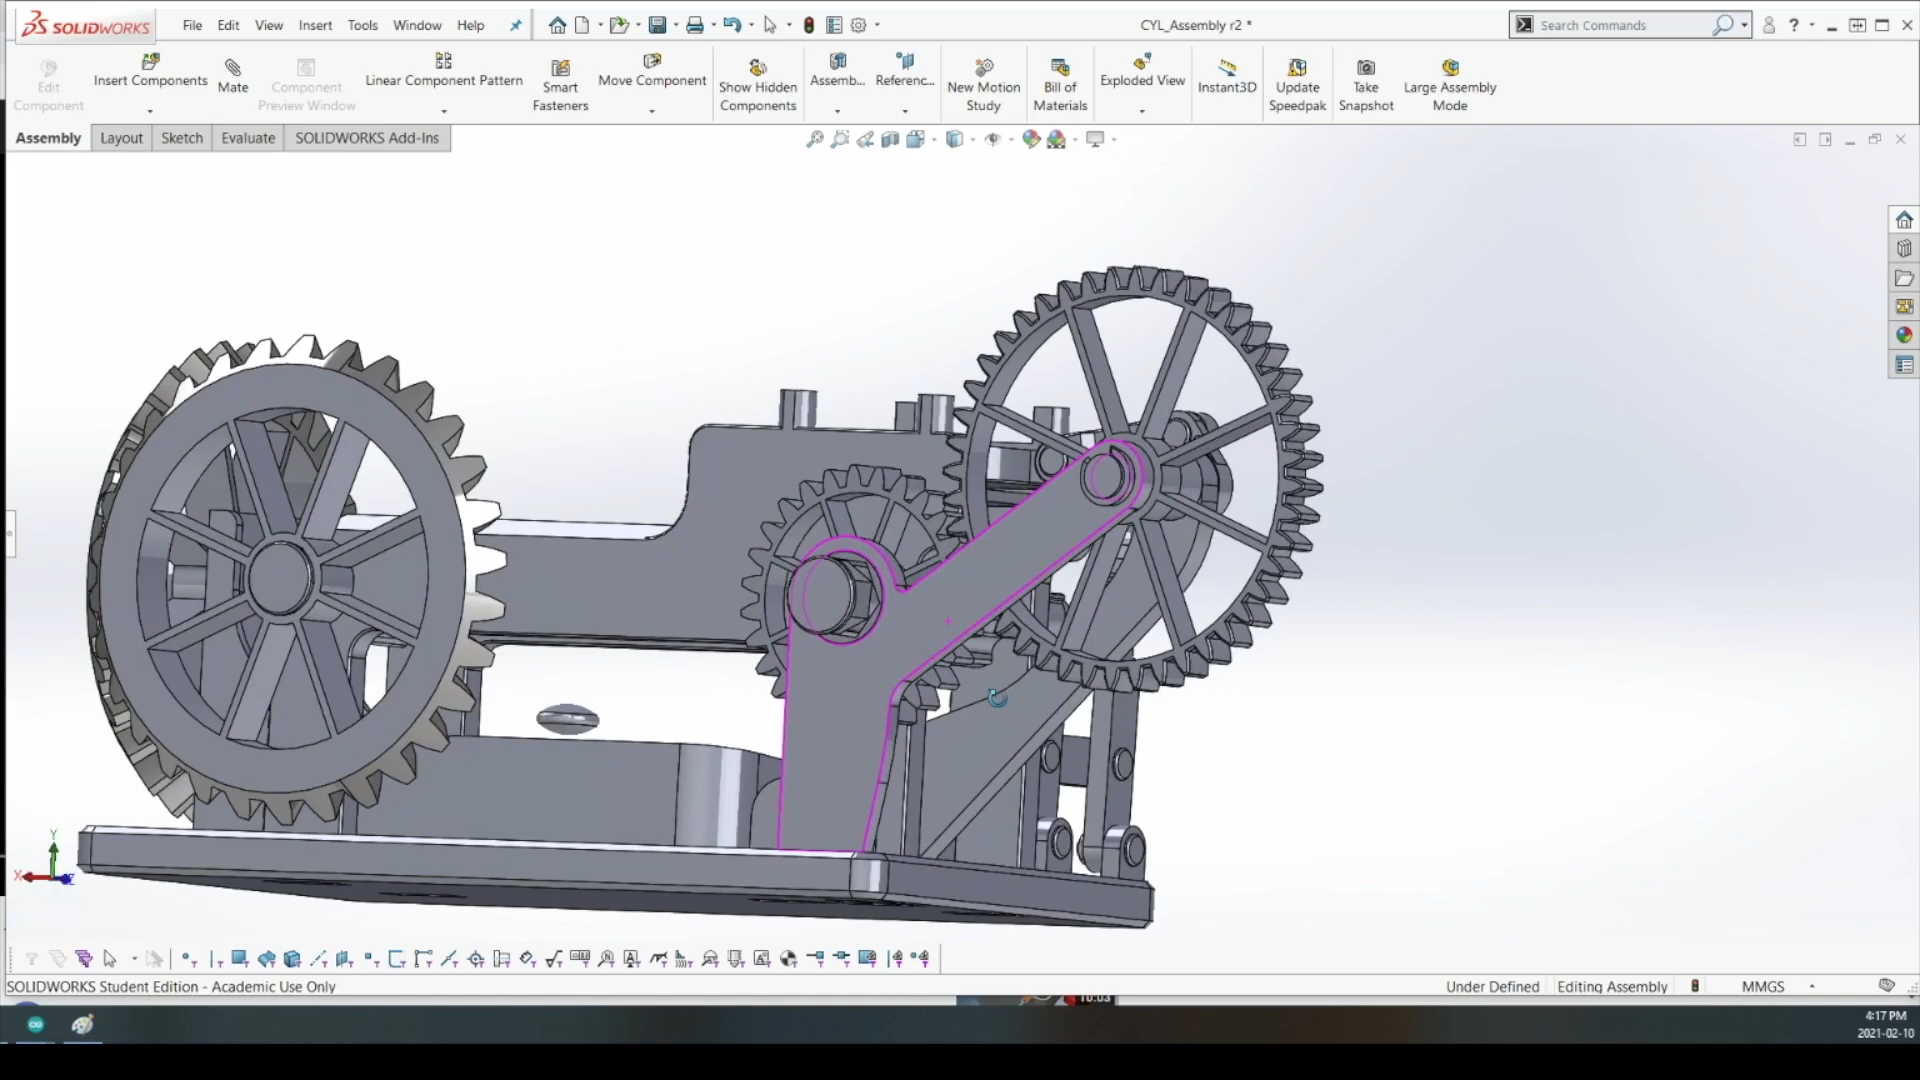 SOLIDWORKS File Edit View Insert Tools Window Help CYL_Assembly r2 * Search Commands ?
Edit Component
Insert Components
Mate
Component Preview Window
Linear Component Pattern
Smart Fasteners
Move Component
Show Hidden Components
Assemb...
Referenc...
New Motion Study
Bill of Materials
Exploded View
Instant3D
Update Speedpak
Take Snapshot
Large Assembly Mode
Assembly Layout Sketch Evaluate SOLIDWORKS Add-Ins
Y
X
Z
SOLIDWORKS Student Edition - Academic Use Only Under Defined Editing Assembly MMGS
10:03
4:17 PM
2021-02-10